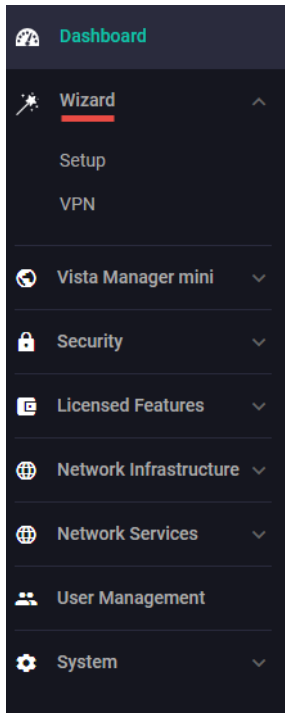 Dashboard
Wizard
Setup
VPN
Vista Manager mini
Security
Licensed Features
Network Infrastructure
Network Services
User Management
System